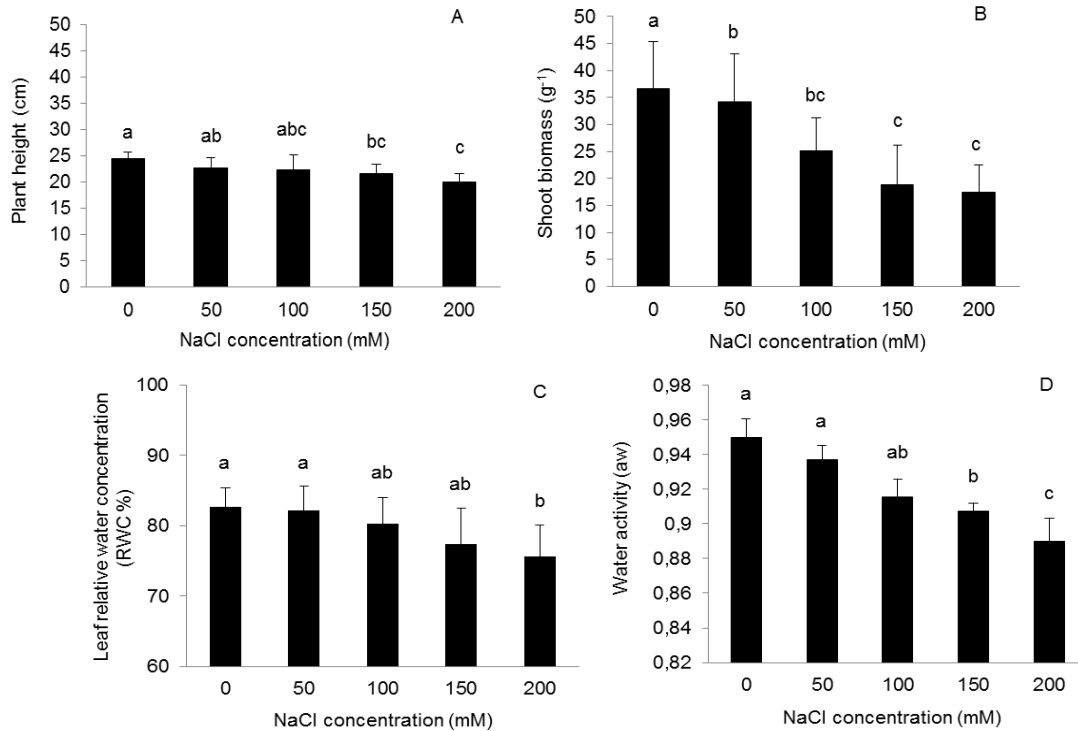 A
50
45
40
35
30
25
20
15
10
5
0
Plant height (cm)
a
ab
abc
bc
c
0 50 100 150 200
NaCl concentration (mM)
B
50
45
40
35
30
25
20
15
10
5
0
Shoot biomass (g⁻¹)
a
b
bc
c
c
0 50 100 150 200
NaCl concentration (mM)
C
100
90
80
70
60
Leaf relative water concentration
(RWC %)
a
a
ab
ab
b
0 50 100 150 200
NaCl concentration (mM)
D
0,98
0,96
0,94
0,92
0,9
0,88
0,86
0,84
0,82
Water activity (aw)
a
a
ab
b
c
0 50 100 150 200
NaCl concentration (mM)